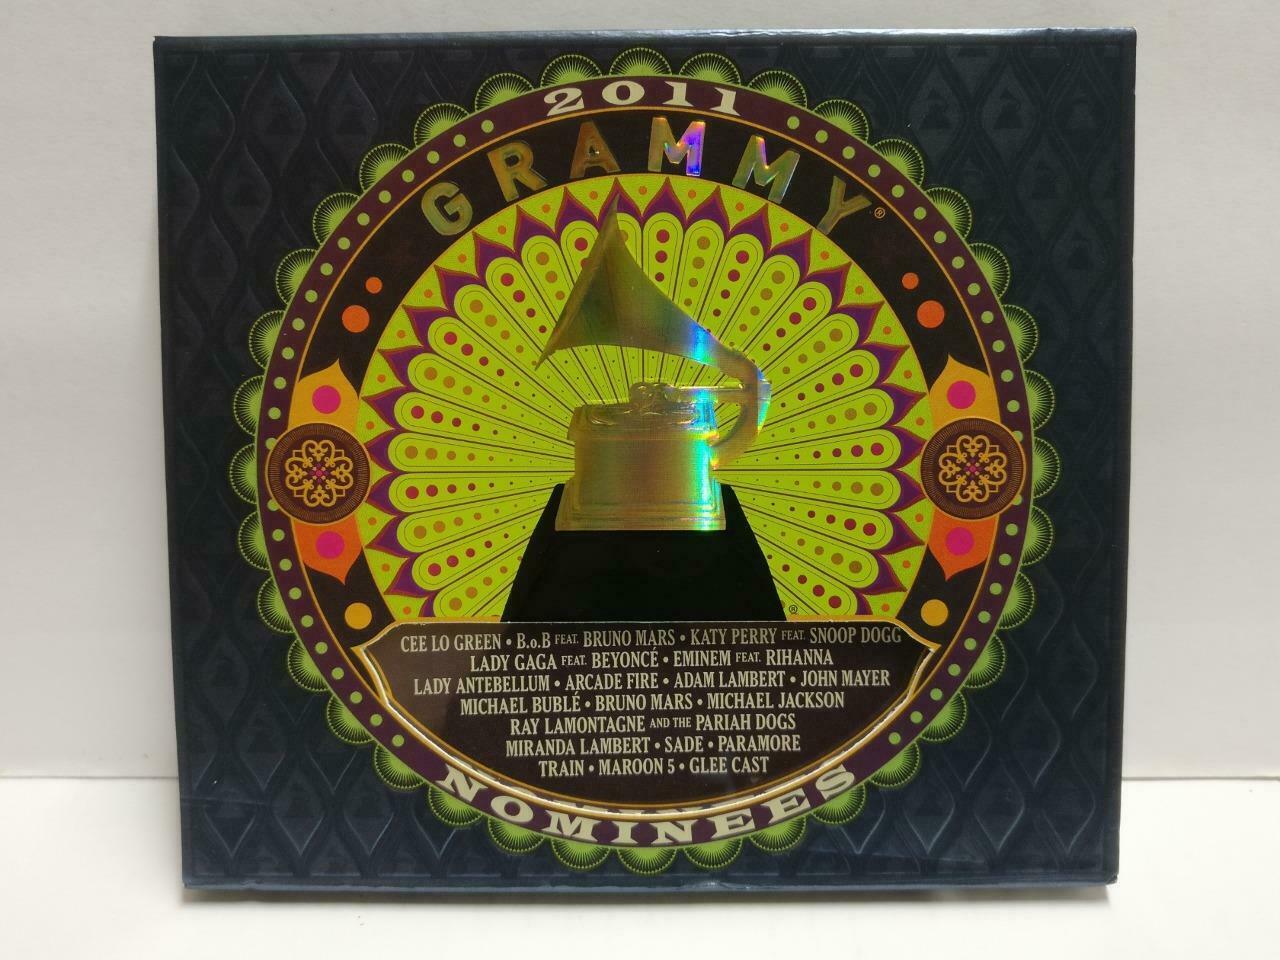 2011
GRAMMY®
®
CEE LO GREEN • B.o.B FEAT. BRUNO MARS • KATY PERRY FEAT. SNOOP DOGG
LADY GAGA FEAT. BEYONCÉ • EMINEM FEAT. RIHANNA
LADY ANTEBELLUM • ARCADE FIRE • ADAM LAMBERT • JOHN MAYER
MICHAEL BUBLÉ • BRUNO MARS • MICHAEL JACKSON
RAY LAMONTAGNE AND THE PARIAH DOGS
MIRANDA LAMBERT • SADE • PARAMORE
TRAIN • MAROON 5 • GLEE CAST
NOMINEES